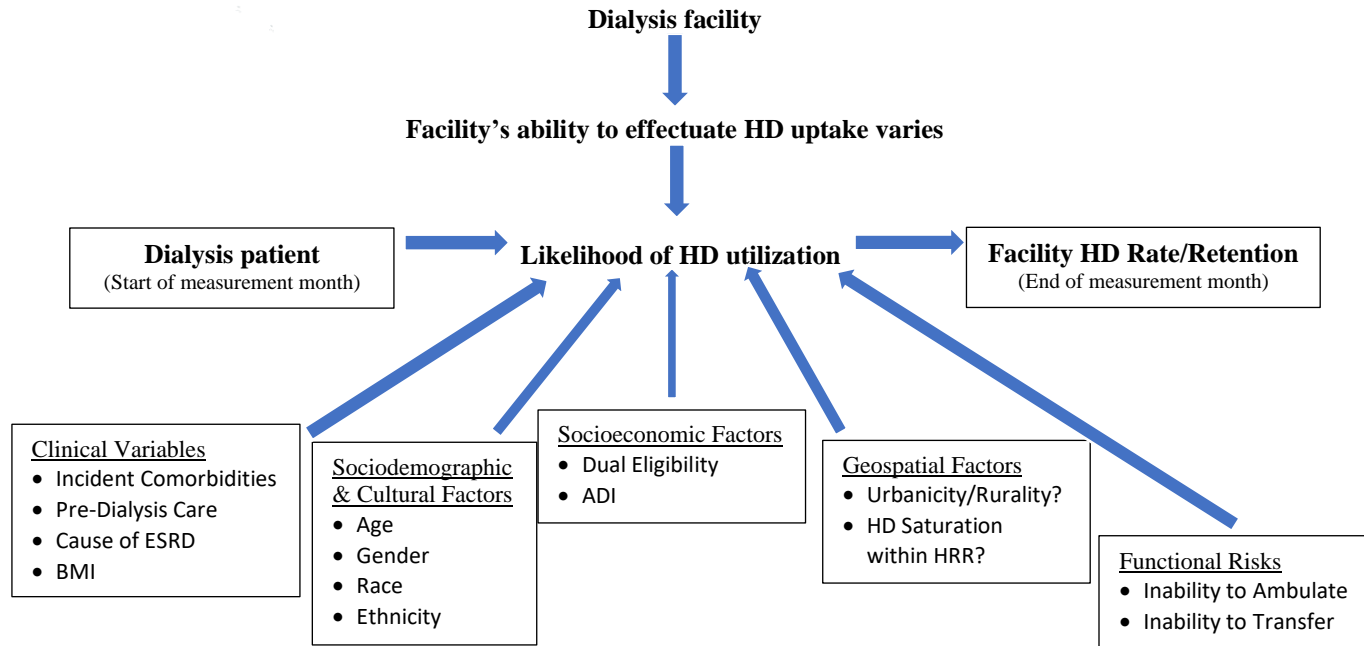 Dialysis facility
Facility’s ability to effectuate HD uptake varies
Dialysis patient
(Start of measurement month)
Likelihood of HD utilization
Facility HD Rate/Retention
(End of measurement month)
Clinical Variables
• Incident Comorbidities
• Pre-Dialysis Care
• Cause of ESRD
• BMI
Sociodemographic
& Cultural Factors
• Age
• Gender
• Race
• Ethnicity
Socioeconomic Factors
• Dual Eligibility
• ADI
Geospatial Factors
• Urbanicity/Rurality?
• HD Saturation
within HRR?
Functional Risks
• Inability to Ambulate
• Inability to Transfer